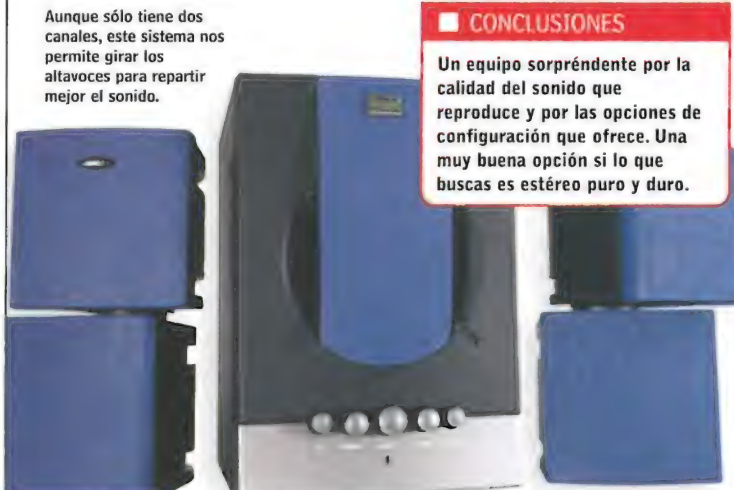 Aunque sólo tiene dos
canales, este sistema nos
permite girar los
altavoces para repartir
mejor el sonido.
CONCLUSIONES
Un equipo sorpréndente por la
calidad del sonido que
reproduce y por las opciones de
configuración que ofrece. Una
muy buena opción si lo que
buscas es estéreo puro y duro.